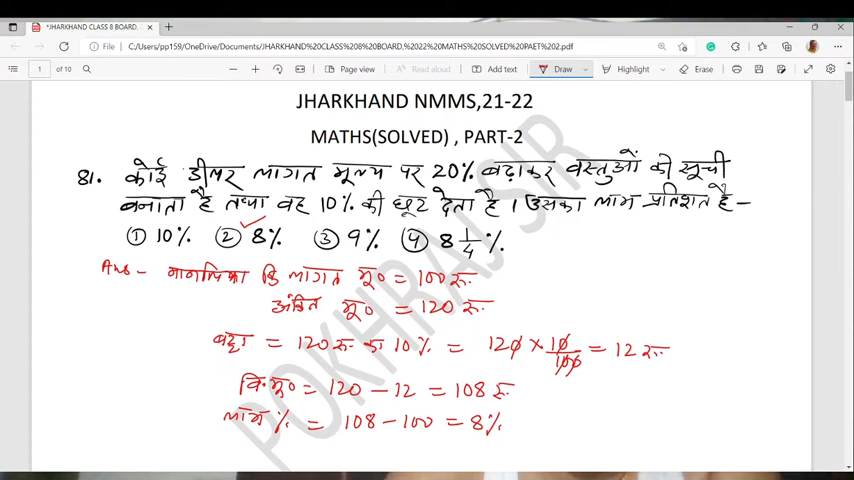 *JHARKHAND CLASS 8 BOARD,
File C:/Users/pp159/OneDrive/Documents/JHARKHAND%20CLASS%208%20BOARD,%2022%20MATHS%20SOLVED%20PAET%202.pdf
1 of 10 Page view Read aloud Add text Draw Highlight Erase
JHARKHAND NMMS,21-22
MATHS(SOLVED) , PART-2
81. कोई डीलर लागत मूल्य पर 20% बढ़ाकर वस्तुओं की सूची
बनाता है तथा वह 10% की छूट देता है । उसका लाभ प्रतिशत है-
① 10% ② 8% ③ 9% ④ 8 1/4 %
Ans - मानलिया कि लागत मू० = 100 रू.
अंकित मू० = 120 रू.
बट्टा = 120 रू का 10% = 120 × 10/100 = 12 रू.
वि.मू० = 120 - 12 = 108 रू
लाभ % = 108 - 100 = 8%
POKHRAJ SIR